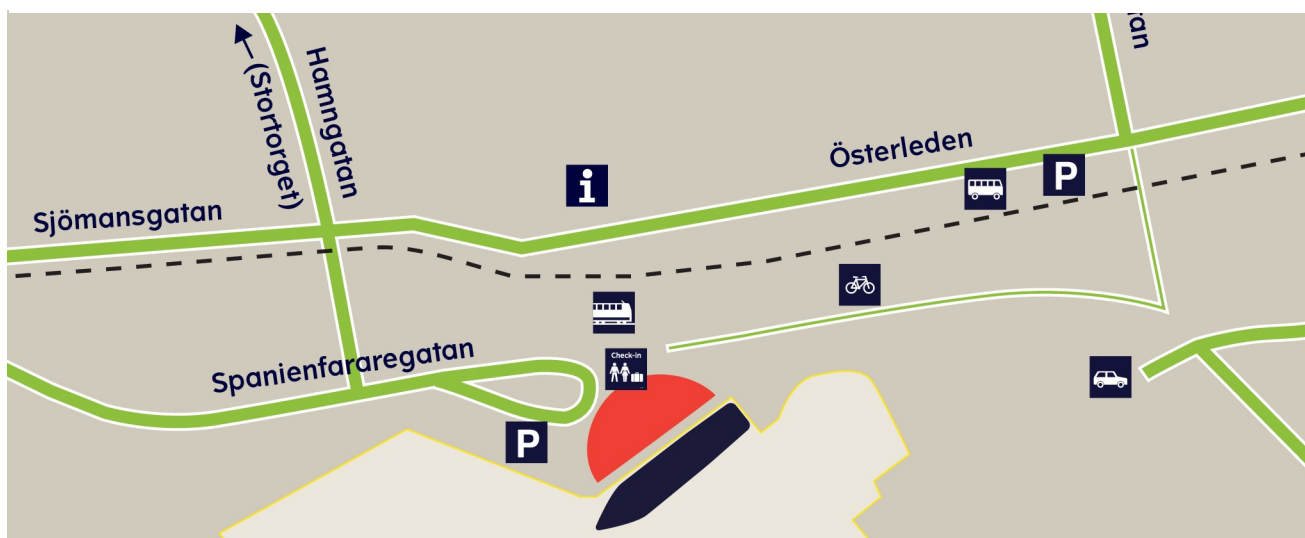 Hamngatan
(Stortorget)
Österleden
P
i
Sjömansgatan
Check-in
Spanienfararegatan
P